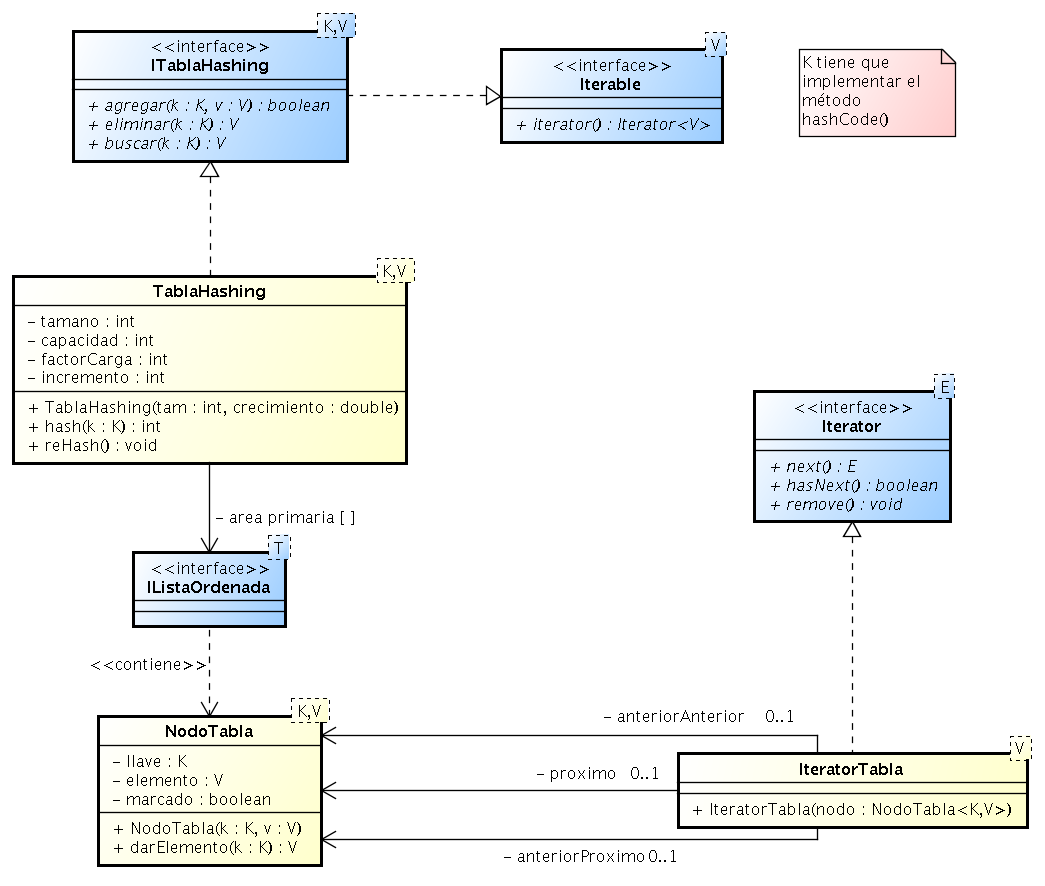 K,V
<<interface>>
ITablaHashing
+ agregar(k : K, v : V) : boolean
+ eliminar(k : K) : V
+ buscar(k : K) : V
V
<<interface>>
Iterable
+ iterator() : Iterator<V>
K tiene que
implementar el
método
hashCode()
K,V
TablaHashing
- tamano : int
- capacidad : int
- factorCarga : int
- incremento : int
+ TablaHashing(tam : int, crecimiento : double)
+ hash(k : K) : int
+ reHash() : void
E
<<interface>>
Iterator
+ next() : E
+ hasNext() : boolean
+ remove() : void
- area primaria [ ]
T
<<interface>>
IListaOrdenada
<<contiene>>
K,V
NodoTabla
- llave : K
- elemento : V
- marcado : boolean
+ NodoTabla(k : K, v : V)
+ darElemento(k : K) : V
- anteriorAnterior 0..1
- proximo 0..1
- anteriorProximo 0..1
V
IteratorTabla
+ IteratorTabla(nodo : NodoTabla<K,V>)